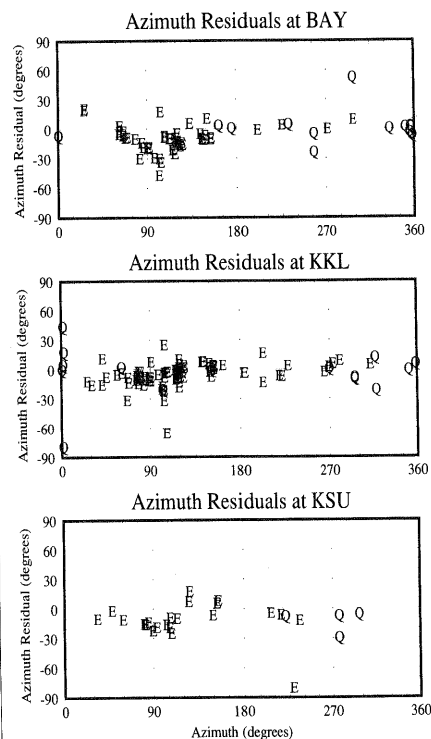 Azimuth Residuals at BAY
Azimuth Residual (degrees)
90
60
30
0
-30
-60
-90
0 90 180 270 360
Azimuth Residuals at KKL
Azimuth Residual (degrees)
90
60
30
0
-30
-60
-90
0 90 180 270 360
Azimuth Residuals at KSU
Azimuth Residual (degrees)
90
60
30
0
-30
-60
-90
0 90 180 270 360
Azimuth (degrees)